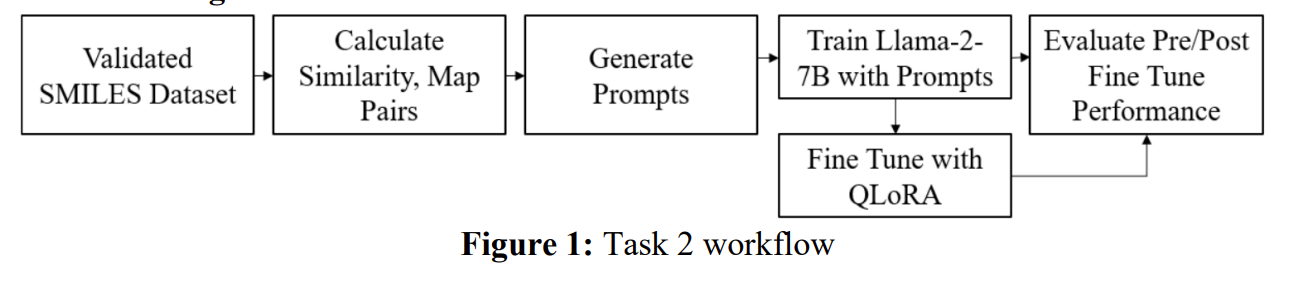 Validated
SMILES Dataset
Calculate
Similarity, Map
Pairs
Generate
Prompts
Train Llama-2-
7B with Prompts
Evaluate Pre/Post
Fine Tune
Performance
Fine Tune with
QLoRA
Figure 1: Task 2 workflow